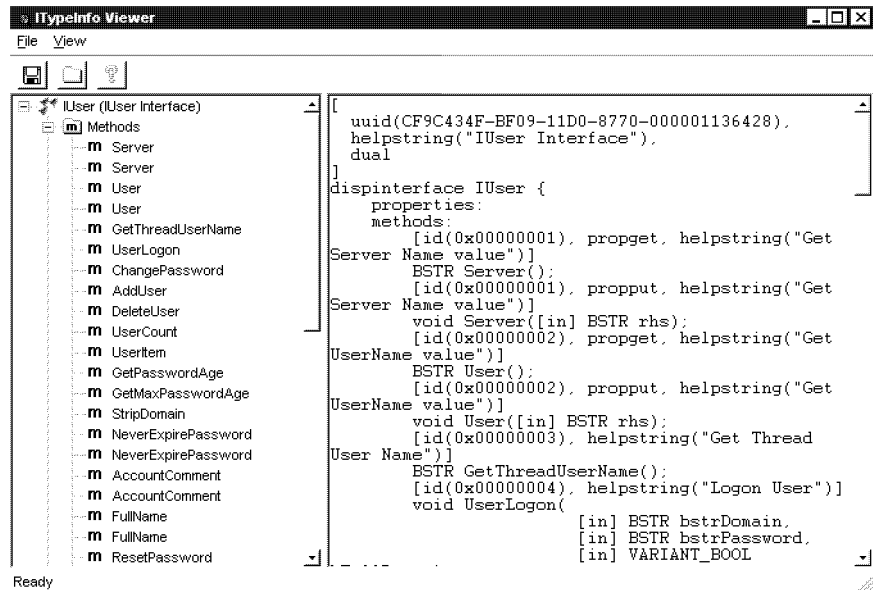 ITypeInfo Viewer
File View
IUser (IUser Interface)
Methods
m Server
m Server
m User
m User
m GetThreadUserName
m UserLogon
m ChangePassword
m AddUser
m DeleteUser
m UserCount
m UserItem
m GetPasswordAge
m GetMaxPasswordAge
m StripDomain
m NeverExpirePassword
m NeverExpirePassword
m AccountComment
m AccountComment
m FullName
m FullName
m ResetPassword
[
uuid(CF9C434F-BF09-11D0-8770-000001136428),
helpstring("IUser Interface"),
dual
]
dispinterface IUser {
properties:
methods:
[id(0x00000001), propget, helpstring("Get
Server Name value")]
BSTR Server();
[id(0x00000001), propput, helpstring("Get
Server Name value")]
void Server([in] BSTR rhs);
[id(0x00000002), propget, helpstring("Get
UserName value")]
BSTR User();
[id(0x00000002), propput, helpstring("Get
UserName value")]
void User([in] BSTR rhs);
[id(0x00000003), helpstring("Get Thread
User Name")]
BSTR GetThreadUserName();
[id(0x00000004), helpstring("Logon User")]
void UserLogon(
[in] BSTR bstrDomain,
[in] BSTR bstrPassword,
[in] VARIANT_BOOL
Ready